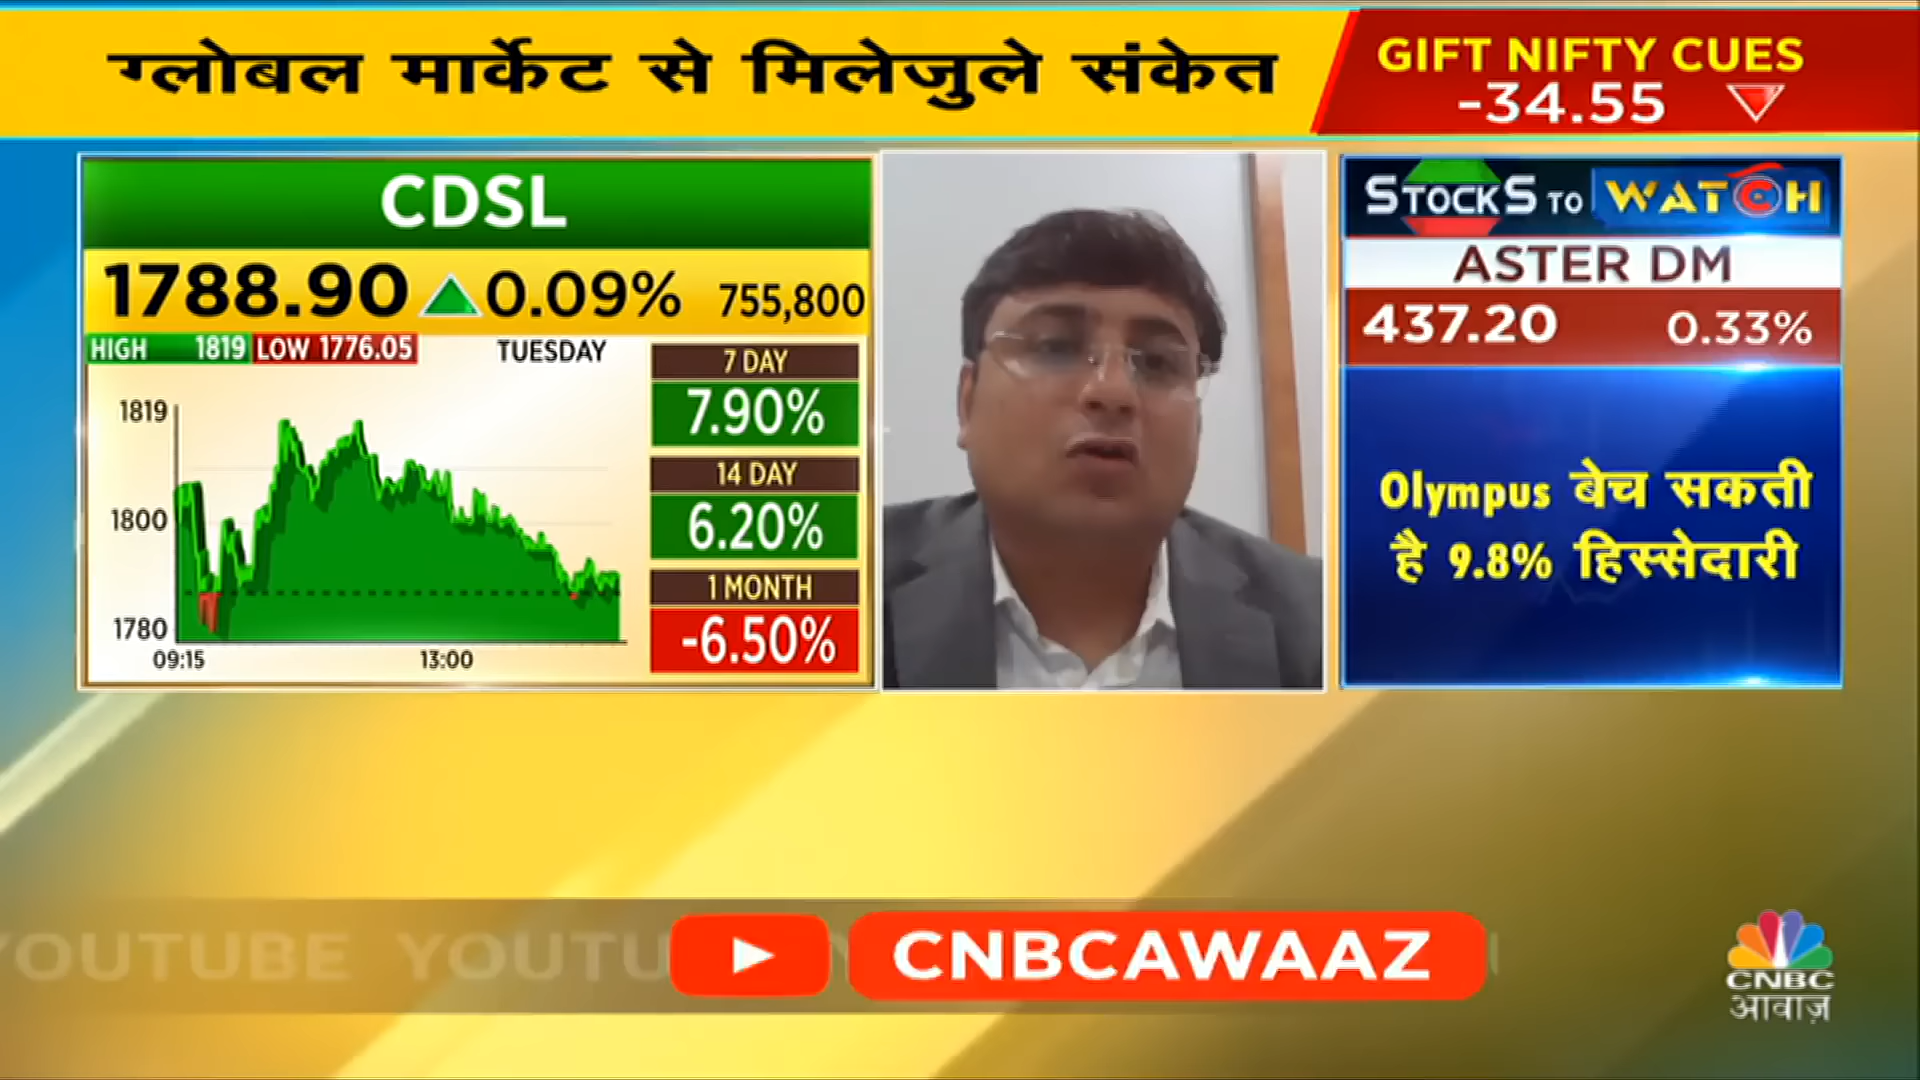 ग्लोबल मार्केट से मिलेजुले संकेत
GIFT NIFTY CUES
-34.55
CDSL
1788.90 0.09% 755,800
HIGH 1819 LOW 1776.05 TUESDAY
1819
1800
1780
09:15 13:00
7 DAY
7.90%
14 DAY
6.20%
1 MONTH
-6.50%
STOCKS TO WATCH
ASTER DM
437.20 0.33%
Olympus बेच सकती
है 9.8% हिस्सेदारी
YOUTUBE YOUTU
CNBCAWAAZ
CNBC
आवाज़